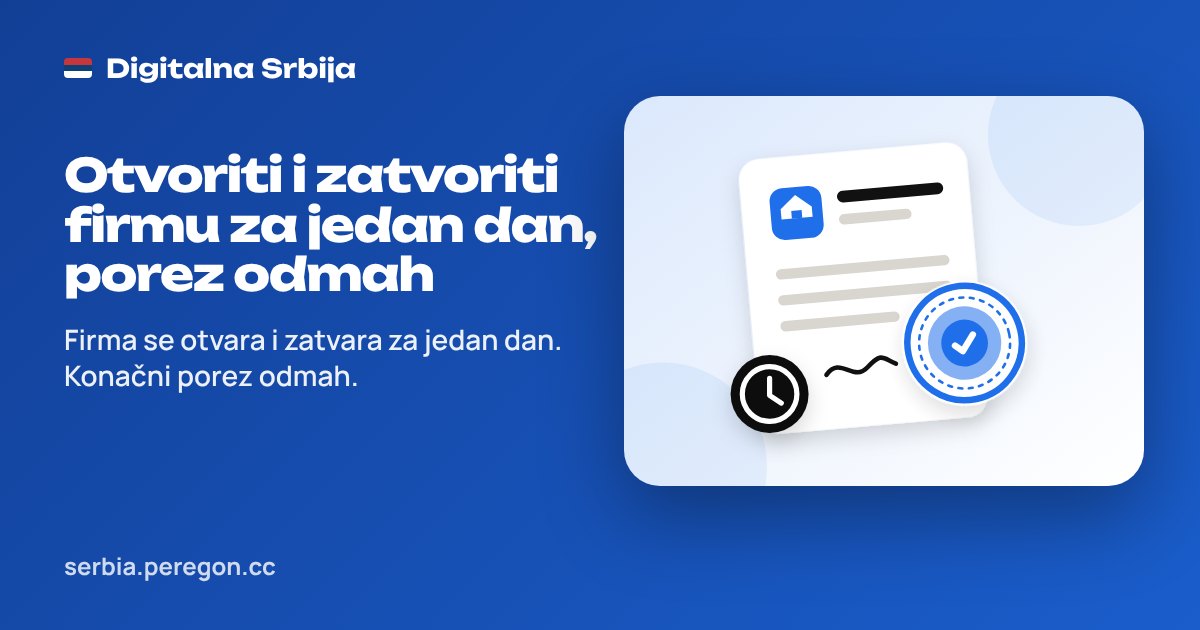 Digitalna Srbija
Otvoriti i zatvoriti
firmu za jedan dan,
porez odmah
Firma se otvara i zatvara za jedan dan.
Konačni porez odmah.
serbia.peregon.cc